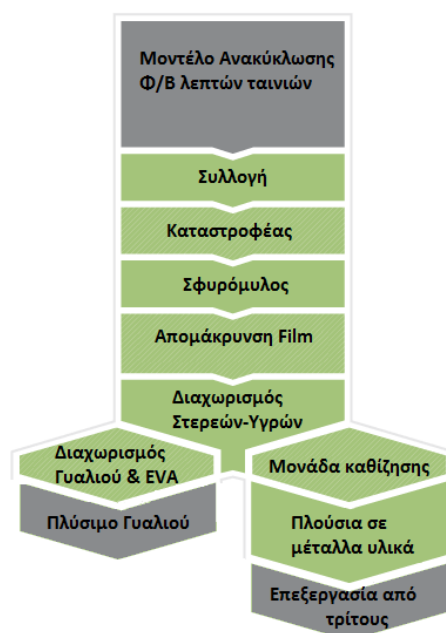 Μοντέλο Ανακύκλωσης
Φ/Β λεπτών ταινιών
Συλλογή
Καταστροφέας
Σφυρόμυλος
Απομάκρυνση Film
Διαχωρισμός
Στερεών-Υγρών
Διαχωρισμός
Γυαλιού & EVA
Πλύσιμο Γυαλιού
Μονάδα καθίζησης
Πλούσια σε
μέταλλα υλικά
Επεξεργασία από
τρίτους